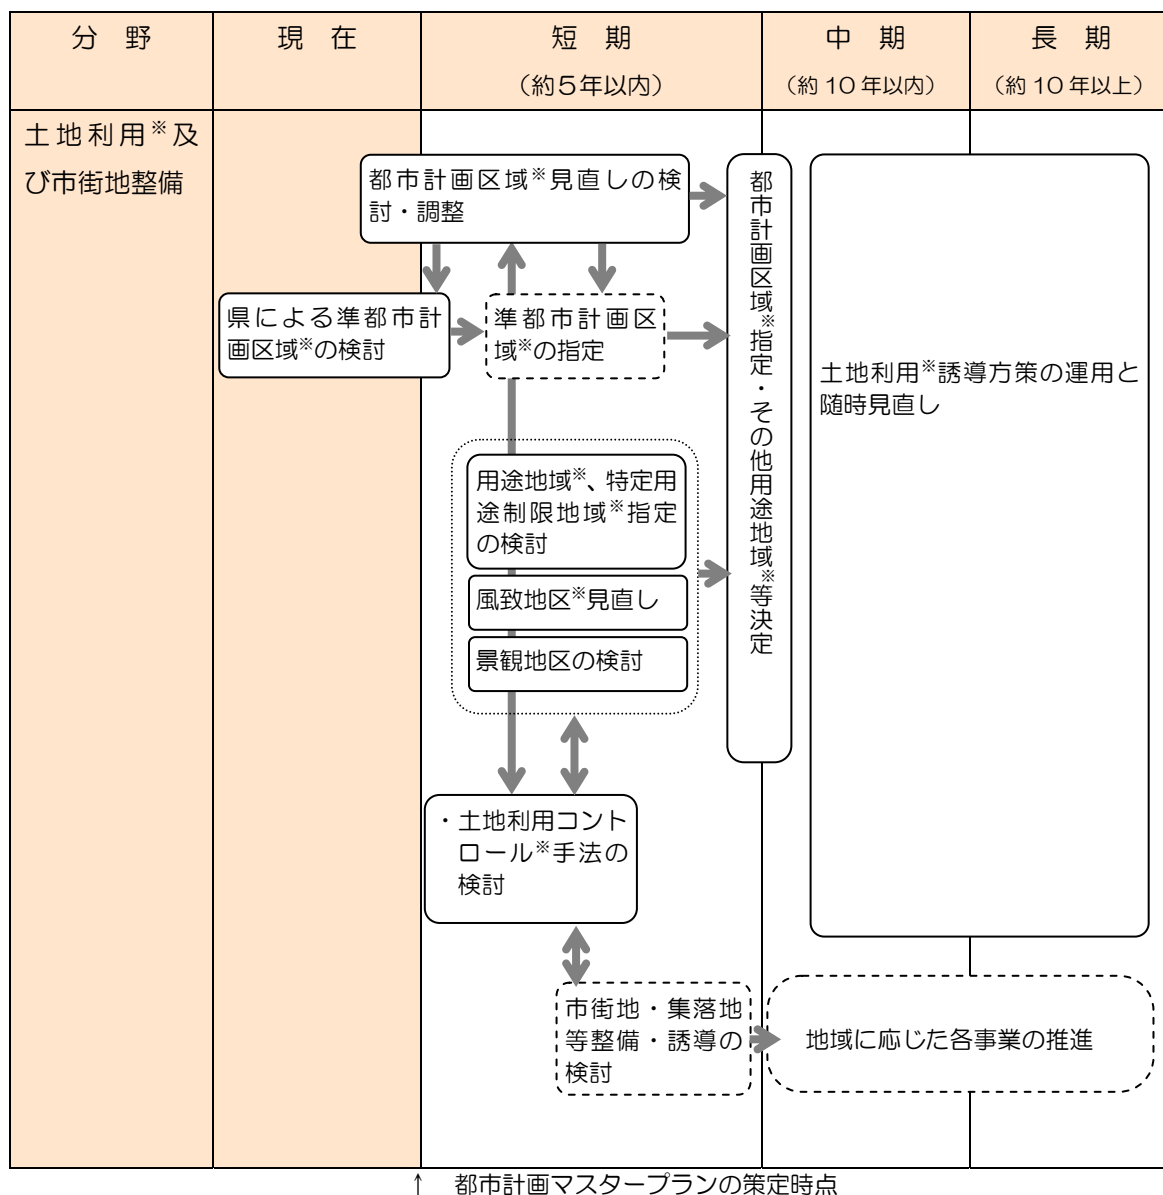 分 野
現 在
短 期
(約5年以内)
中 期
(約 10 年以内)
長 期
(約 10 年以上)
土地利用※及
び市街地整備
都市計画区域※見直しの検
討・調整
県による準都市計
画区域※の検討
準都市計画区
域※の指定
用途地域※、特定用
途制限地域※指定
の検討
風致地区※見直し
景観地区の検討
・土地利用コント
ロール※手法の
検討
市街地・集落地
等整備・誘導の
検討
都市計画区域※指定・その他用途地域※等決定
土地利用※誘導方策の運用と
随時見直し
地域に応じた各事業の推進
↑ 都市計画マスタープランの策定時点